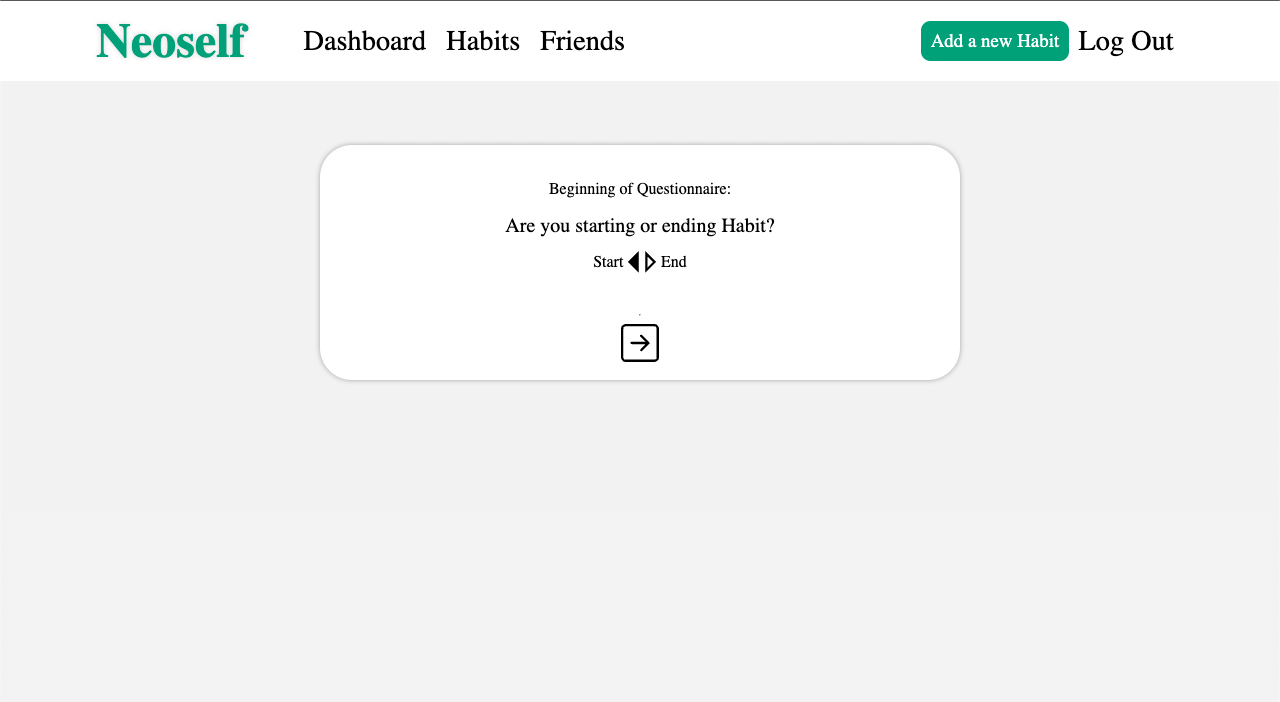 Neoself Dashboard Habits Friends Add a new Habit Log Out
Beginning of Questionnaire:
Are you starting or ending Habit?
Start End